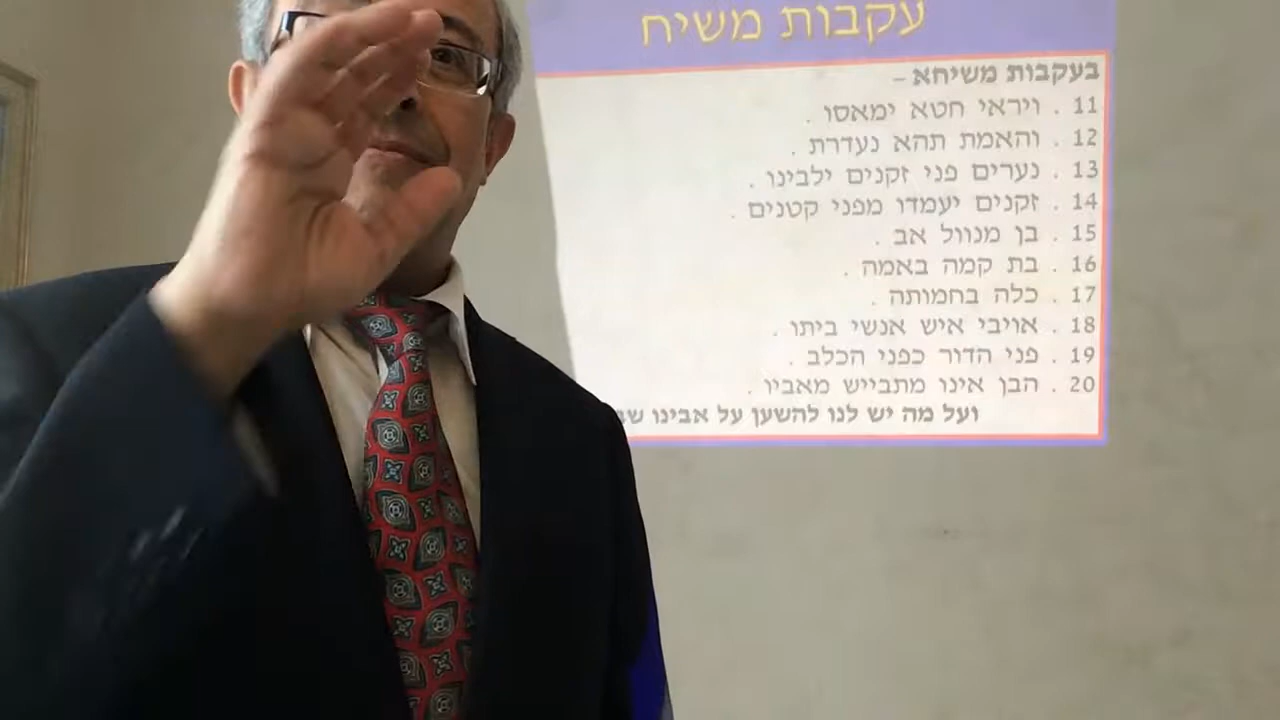 עקבות משיח
בעקבות משיחא –
11 . ויראי חטא ימאסו .
12 . והאמת תהא נעדרת .
13 . נערים פני זקנים ילבינו .
14 . זקנים יעמדו מפני קטנים .
15 . בן מנוול אב .
16 . בת קמה באמה .
17 . כלה בחמותה .
18 . אויבי איש אנשי ביתו .
19 . פני הדור כפני הכלב .
20 . הבן אינו מתבייש מאביו .
ועל מה יש לנו להשען על אבינו